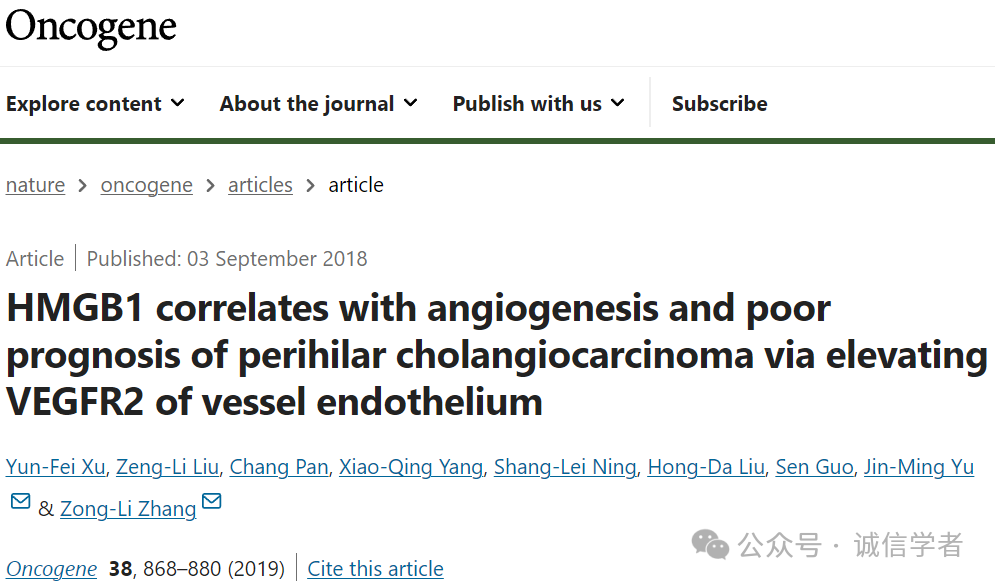 Oncogene
Explore content About the journal Publish with us Subscribe
nature > oncogene > articles > article
Article | Published: 03 September 2018
HMGB1 correlates with angiogenesis and poor
prognosis of perihilar cholangiocarcinoma via elevating
VEGFR2 of vessel endothelium
Yun-Fei Xu, Zeng-Li Liu, Chang Pan, Xiao-Qing Yang, Shang-Lei Ning, Hong-Da Liu, Sen Guo, Jin-Ming Yu
& Zong-Li Zhang
公众号 · 诚信学者
Oncogene 38, 868–880 (2019) | Cite this article